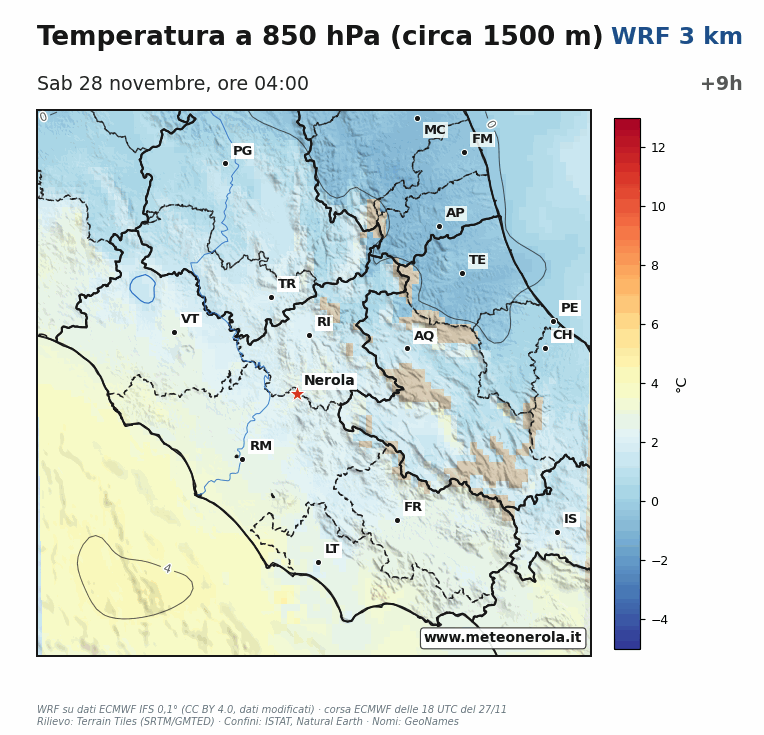 Temperatura a 850 hPa (circa 1500 m) WRF 3 km
Sab 28 novembre, ore 04:00 +9h
0
0
MC
FM
PG
AP
TE
TR
PE
VT
RI
AQ
CH
Nerola
RM
FR
IS
LT
4
www.meteonerola.it
12
10
8
6
4
2
0
−2
−4
°C
WRF su dati ECMWF IFS 0,1° (CC BY 4.0, dati modificati) · corsa ECMWF delle 18 UTC del 27/11
Rilievo: Terrain Tiles (SRTM/GMTED) · Confini: ISTAT, Natural Earth · Nomi: GeoNames